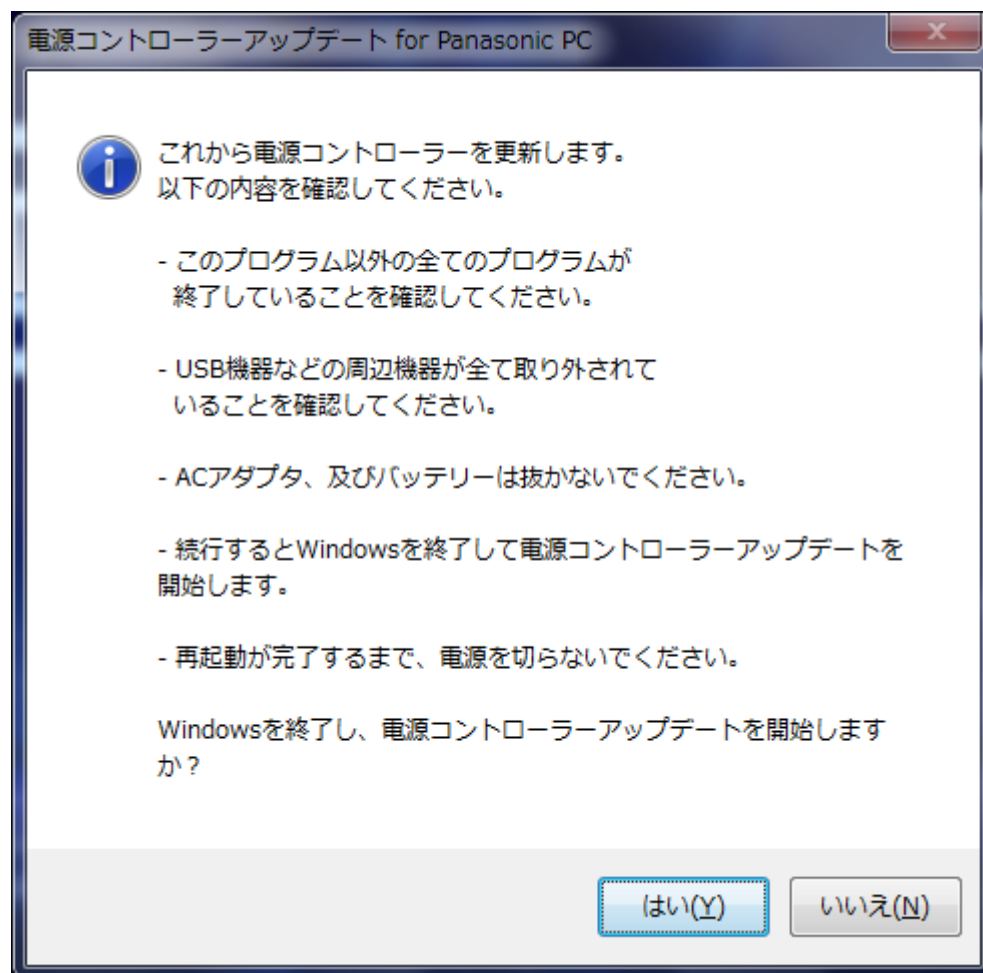 電源コントローラーアップデート for Panasonic PC
これから電源コントローラーを更新します。
以下の内容を確認してください。
- このプログラム以外の全てのプログラムが
終了していることを確認してください。
- USB機器などの周辺機器が全て取り外されて
いることを確認してください。
- ACアダプタ、及びバッテリーは抜かないでください。
- 続行するとWindowsを終了して電源コントローラーアップデートを
開始します。
- 再起動が完了するまで、電源を切らないでください。
Windowsを終了し、電源コントローラーアップデートを開始します
か？
はい(Y)
いいえ(N)